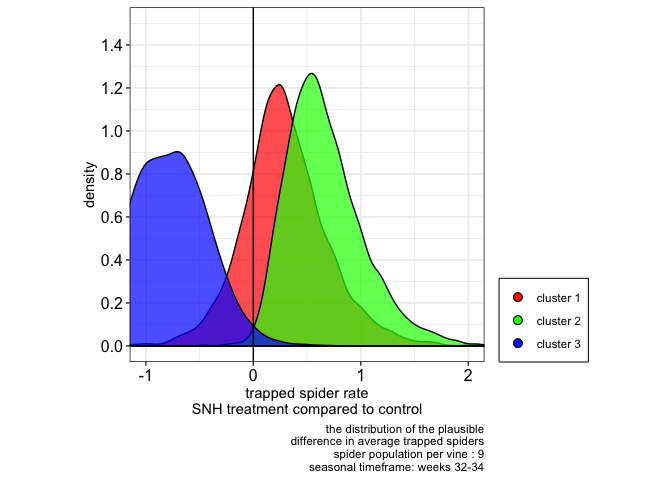 density
1.4
1.2
1.0
0.8
0.6
0.4
0.2
0.0
-1 0 1 2
trapped spider rate
SNH treatment compared to control
cluster 1
cluster 2
cluster 3
the distribution of the plausible
difference in average trapped spiders
spider population per vine : 9
seasonal timeframe: weeks 32-34